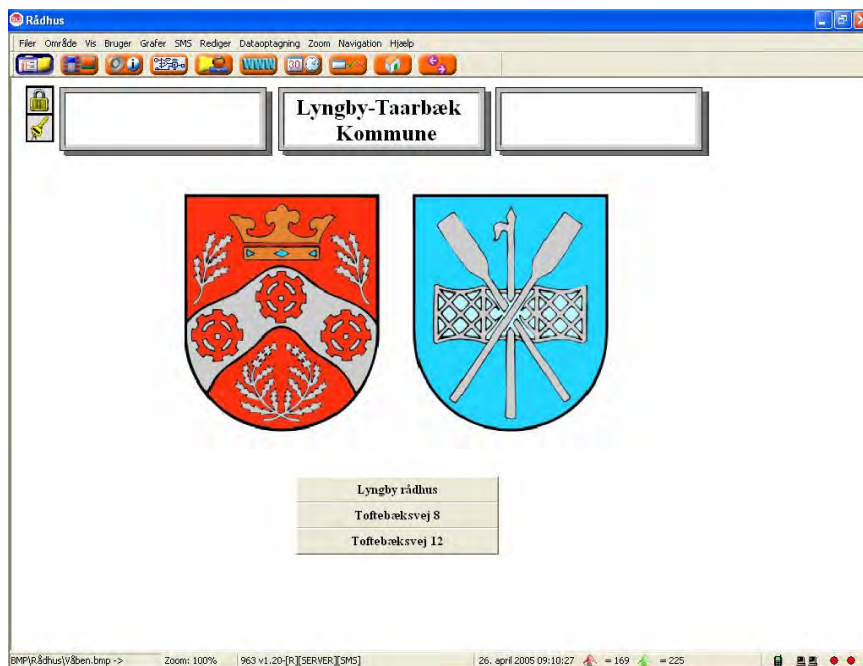 Rådhus
Filer Område Vis Bruger Grafer SMS Rediger Dataoptagning Zoom Navigation Hjælp
WWW 30
Lyngby-Taarbæk
Kommune
Lyngby rådhus
Toftebæksvej 8
Toftebæksvej 12
BMP\Rådhus\Våben.bmp -> Zoom: 100% 963 v1.20-[R][SERVER][SMS] 26. april 2005 09:10:27 = 169 = 225